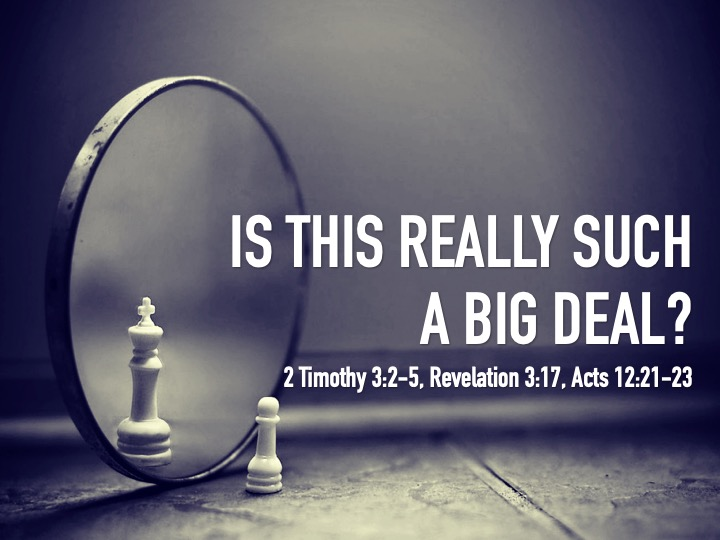 IS THIS REALLY SUCH
A BIG DEAL?
2 Timothy 3:2-5, Revelation 3:17, Acts 12:21-23